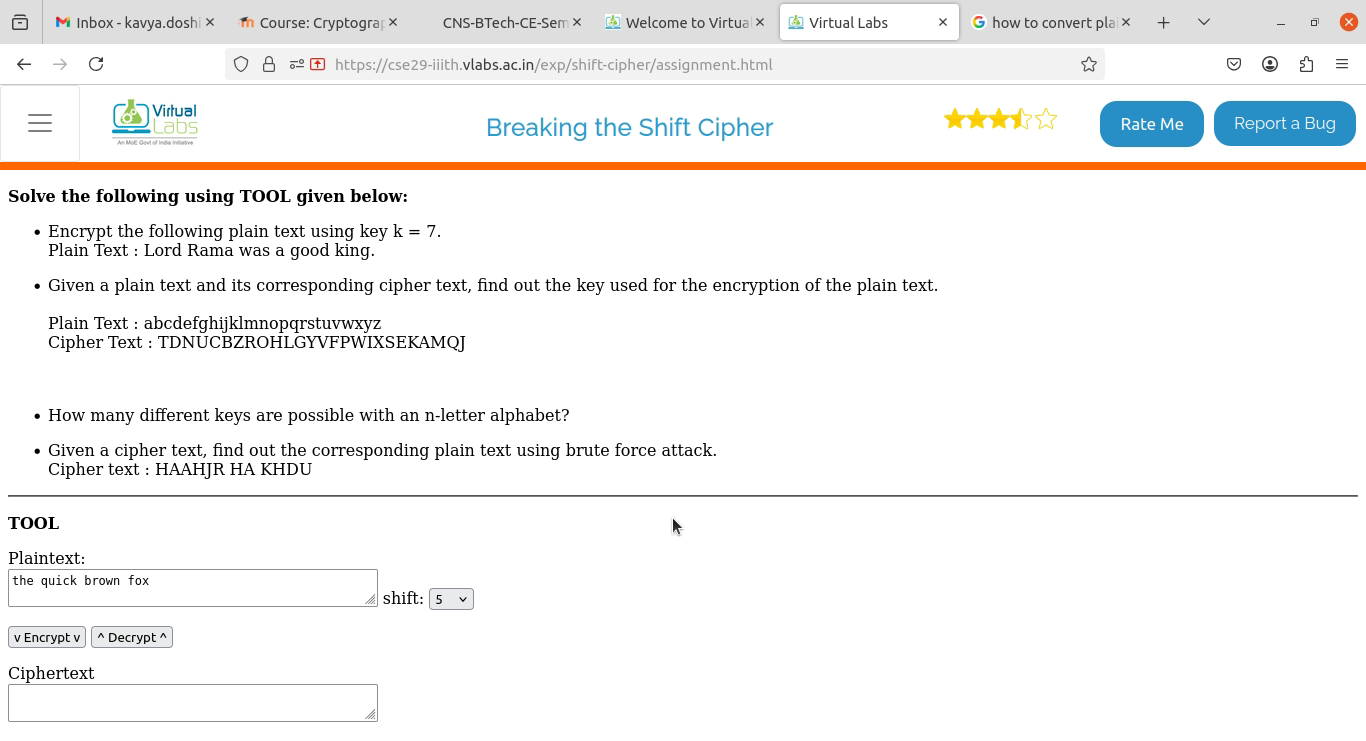 Inbox - kavya.doshi
Course: Cryptograp
CNS-BTech-CE-Sem
Welcome to Virtual
Virtual Labs
how to convert plai
https://cse29-iiith.vlabs.ac.in/exp/shift-cipher/assignment.html
Virtual
Labs
An MoE Govt of India Initiative
Breaking the Shift Cipher
Rate Me
Report a Bug
Solve the following using TOOL given below:
• Encrypt the following plain text using key k = 7.
Plain Text : Lord Rama was a good king.
• Given a plain text and its corresponding cipher text, find out the key used for the encryption of the plain text.
Plain Text : abcdefghijklmnopqrstuvwxyz
Cipher Text : TDNUCBZROHLGYVFPWIXSEKAMQJ
• How many different keys are possible with an n-letter alphabet?
• Given a cipher text, find out the corresponding plain text using brute force attack.
Cipher text : HAAHJR HA KHDU
TOOL
Plaintext:
the quick brown fox
shift: 5
v Encrypt v ^ Decrypt ^
Ciphertext